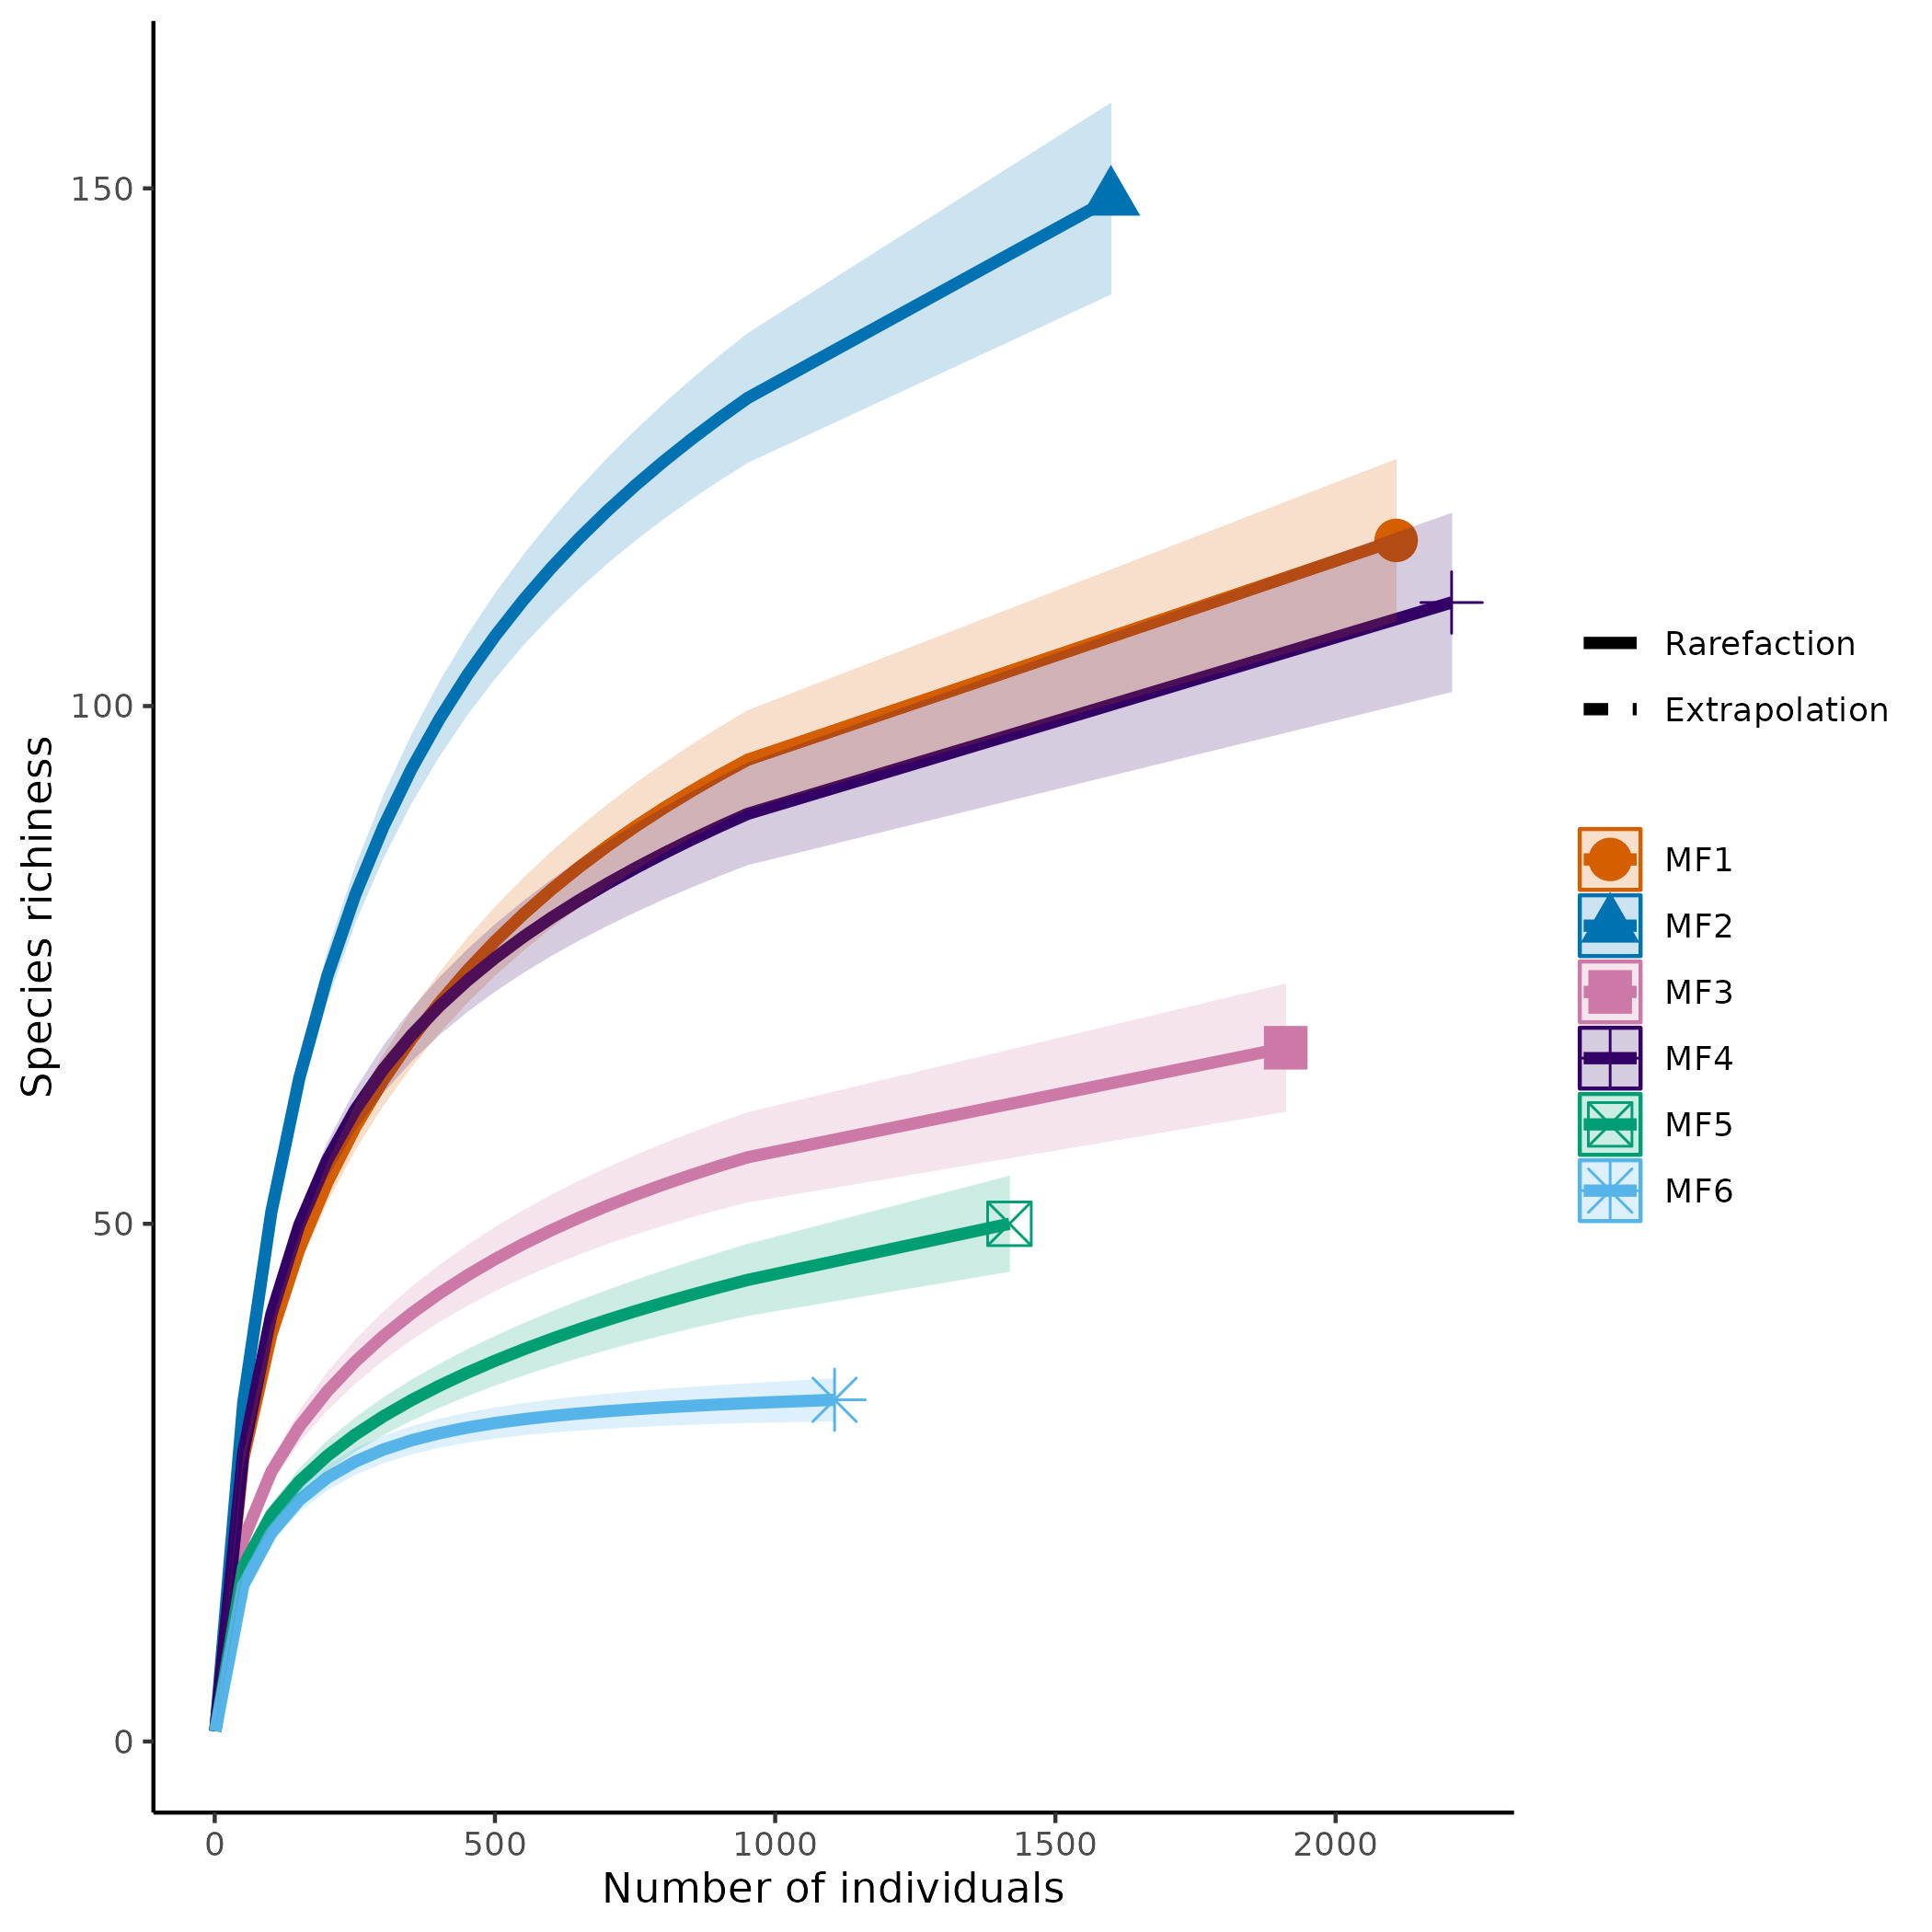 150
100
50
0
Species richiness
0 500 1000 1500 2000
Number of individuals
Rarefaction
Extrapolation
MF1
MF2
MF3
MF4
MF5
MF6